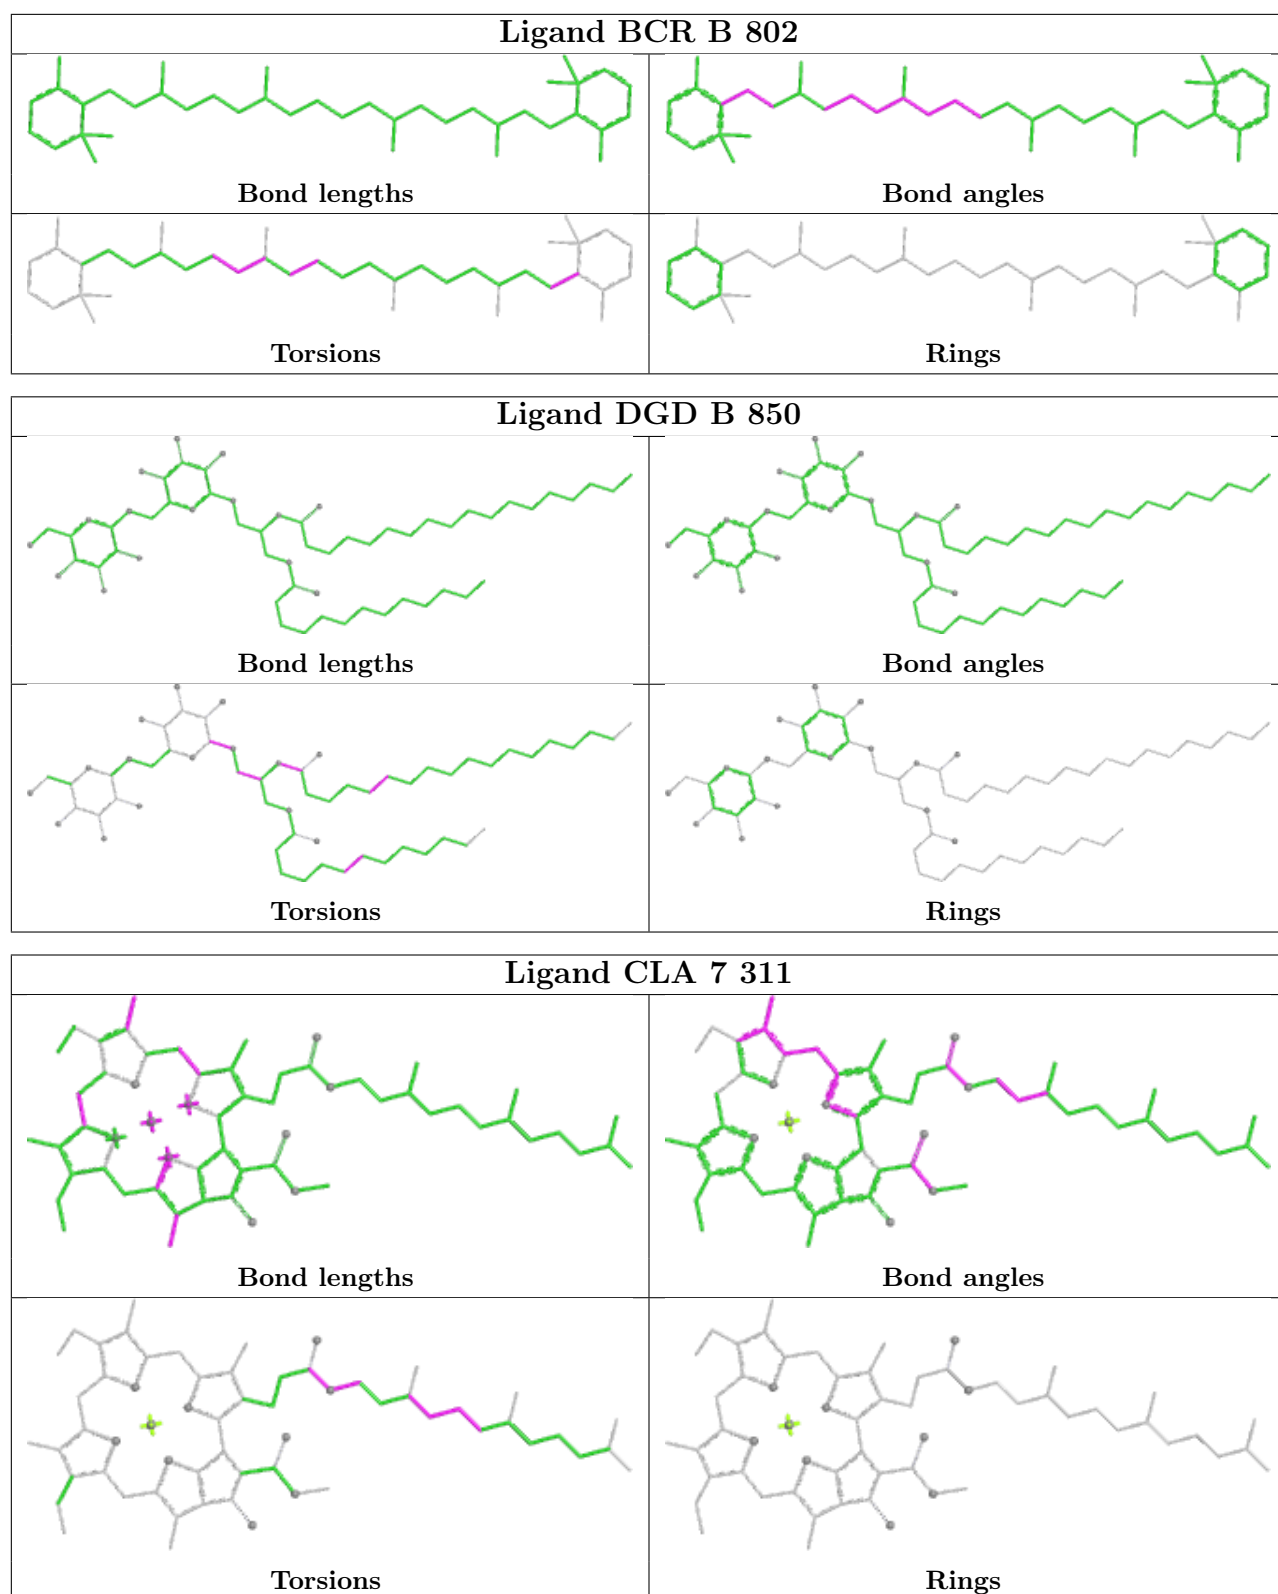 Ligand BCR B 802
Bond lengths
Bond angles
Torsions
Rings
Ligand DGD B 850
Bond lengths
Bond angles
Torsions
Rings
Ligand CLA 7 311
Bond lengths
Bond angles
Torsions
Rings